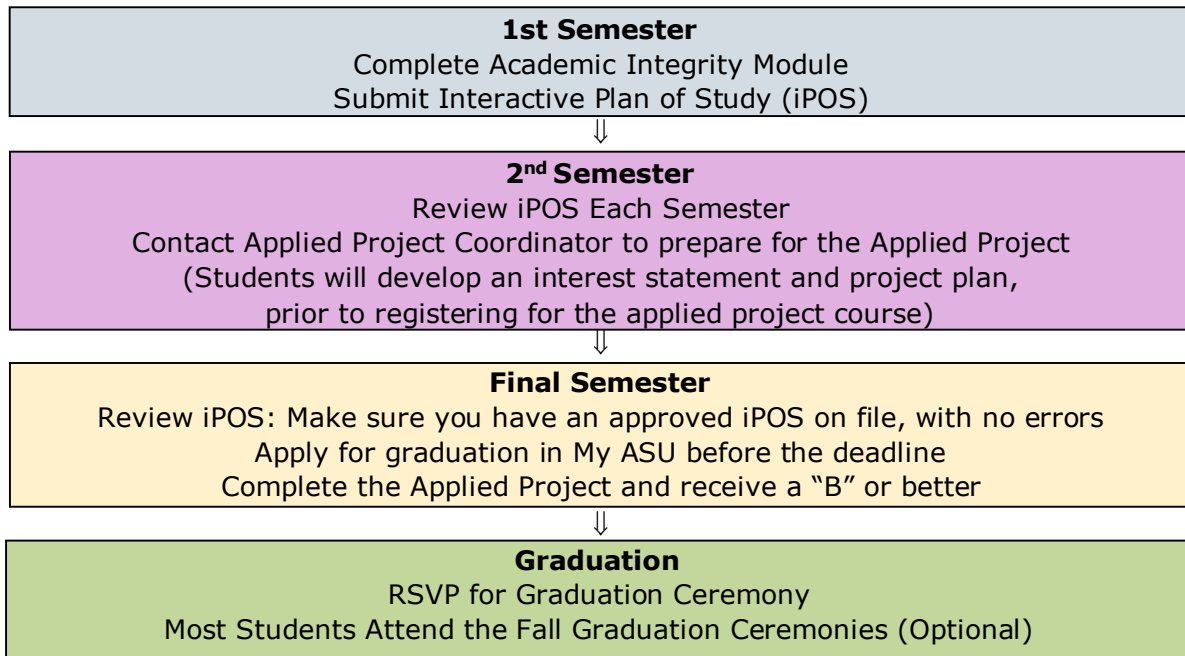 1st Semester
Complete Academic Integrity Module
Submit Interactive Plan of Study (iPOS)
⇓
2nd Semester
Review iPOS Each Semester
Contact Applied Project Coordinator to prepare for the Applied Project
(Students will develop an interest statement and project plan,
prior to registering for the applied project course)
⇓
Final Semester
Review iPOS: Make sure you have an approved iPOS on file, with no errors
Apply for graduation in My ASU before the deadline
Complete the Applied Project and receive a “B” or better
⇓
Graduation
RSVP for Graduation Ceremony
Most Students Attend the Fall Graduation Ceremonies (Optional)